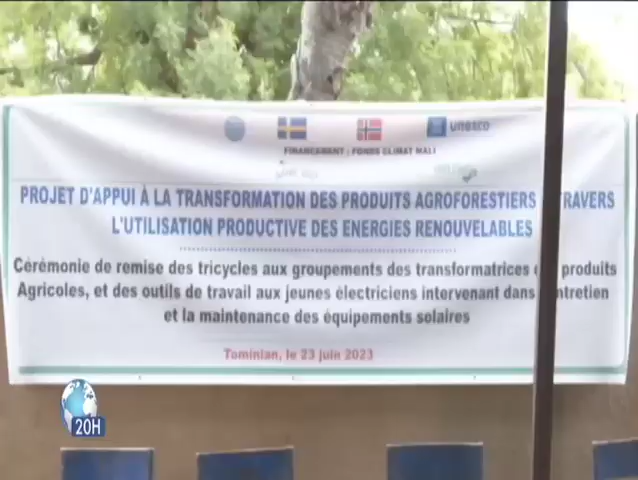 unesco
FINANCEMENT : FONDS CLIMAT MALI
PROJET D'APPUI À LA TRANSFORMATION DES PRODUITS AGROFORESTIERS TRAVERS
L'UTILISATION PRODUCTIVE DES ENERGIES RENOUVELABLES
Cérémonie de remise des tricycles aux groupements des transformatrices produits
Agricoles, et des outils de travail aux jeunes électriciens intervenant dans ntretien
et la maintenance des équipements solaires
Tominian, le 23 juin 2023
20H